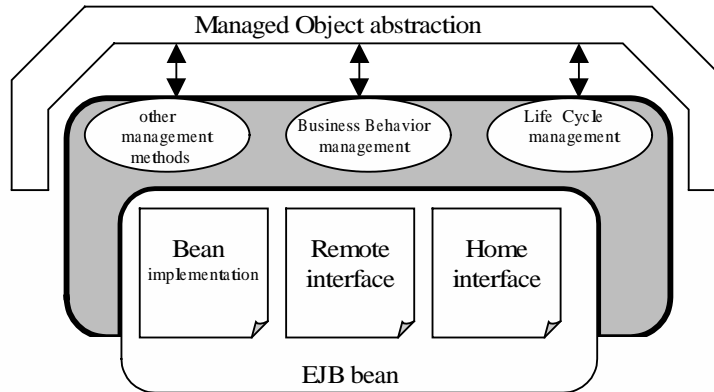 Managed Object abstraction
other
management
methods
Business Behavior
management
Life Cycle
management
Bean
implementation
Remote
interface
Home
interface
EJB bean